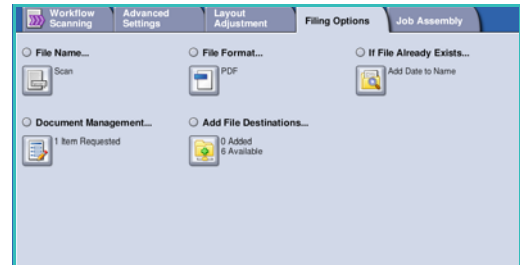 Workflow Scanning
Advanced Settings
Layout Adjustment
Filing Options
Job Assembly
File Name...
Scan
File Format...
PDF
If File Already Exists...
Add Date to Name
Document Management...
1 Item Requested
Add File Destinations...
0 Added
6 Available